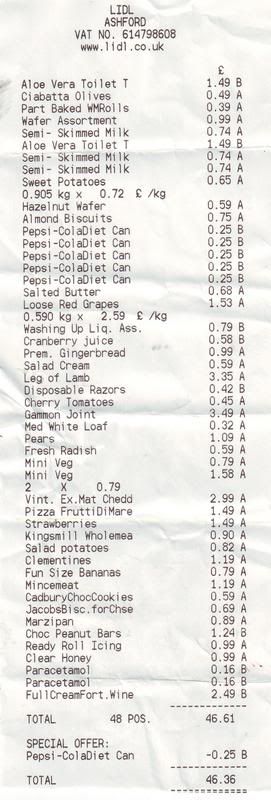 LIDL
ASHFORD
VAT NO. 614798608
www.lidl.co.uk
£
Aloe Vera Toilet T 1.49 B
Ciabatta Olives 0.49 A
Part Baked WMRolls 0.39 A
Wafer Assortment 0.99 A
Semi- Skimmed Milk 0.74 A
Aloe Vera Toilet T 1.49 B
Semi- Skimmed Milk 0.74 A
Semi- Skimmed Milk 0.74 A
Sweet Potatoes 0.65 A
0.905 kg x 0.72 £ /kg
Hazelnut Wafer 0.59 A
Almond Biscuits 0.75 A
Pepsi-ColaDiet Can 0.25 B
Pepsi-ColaDiet Can 0.25 B
Pepsi-ColaDiet Can 0.25 B
Pepsi-ColaDiet Can 0.25 B
Pepsi-ColaDiet Can 0.25 B
Salted Butter 0.68 A
Loose Red Grapes 1.53 A
0.590 kg x 2.59 £ /kg
Washing Up Liq. Ass. 0.79 B
Cranberry juice 0.58 B
Prem. Gingerbread 0.99 A
Salad Cream 0.59 A
Leg of Lamb 3.35 A
Disposable Razors 0.42 B
Cherry Tomatoes 0.45 A
Gammon Joint 3.49 A
Med White Loaf 0.32 A
Pears 1.09 A
Fresh Radish 0.59 A
Mini Veg 0.79 A
Mini Veg 1.58 A
2 X 0.79
Vint. Ex.Mat Chedd 2.99 A
Pizza FruttiDiMare 1.49 A
Strawberries 1.49 A
Kingsmill Wholemea 0.90 A
Salad potatoes 0.82 A
Clementines 1.19 A
Fun Size Bananas 0.79 A
Mincemeat 1.19 A
CadburyChocCookies 0.59 A
JacobsBisc.forChse 0.69 A
Marzipan 0.89 A
Choc Peanut Bars 1.24 B
Ready Roll Icing 0.99 A
Clear Honey 0.99 A
Paracetamol 0.16 B
Paracetamol 0.16 B
FullCreamFort.Wine 2.49 B
TOTAL 48 POS. 46.61
SPECIAL OFFER:
Pepsi-ColaDiet Can -0.25 B
TOTAL 46.36